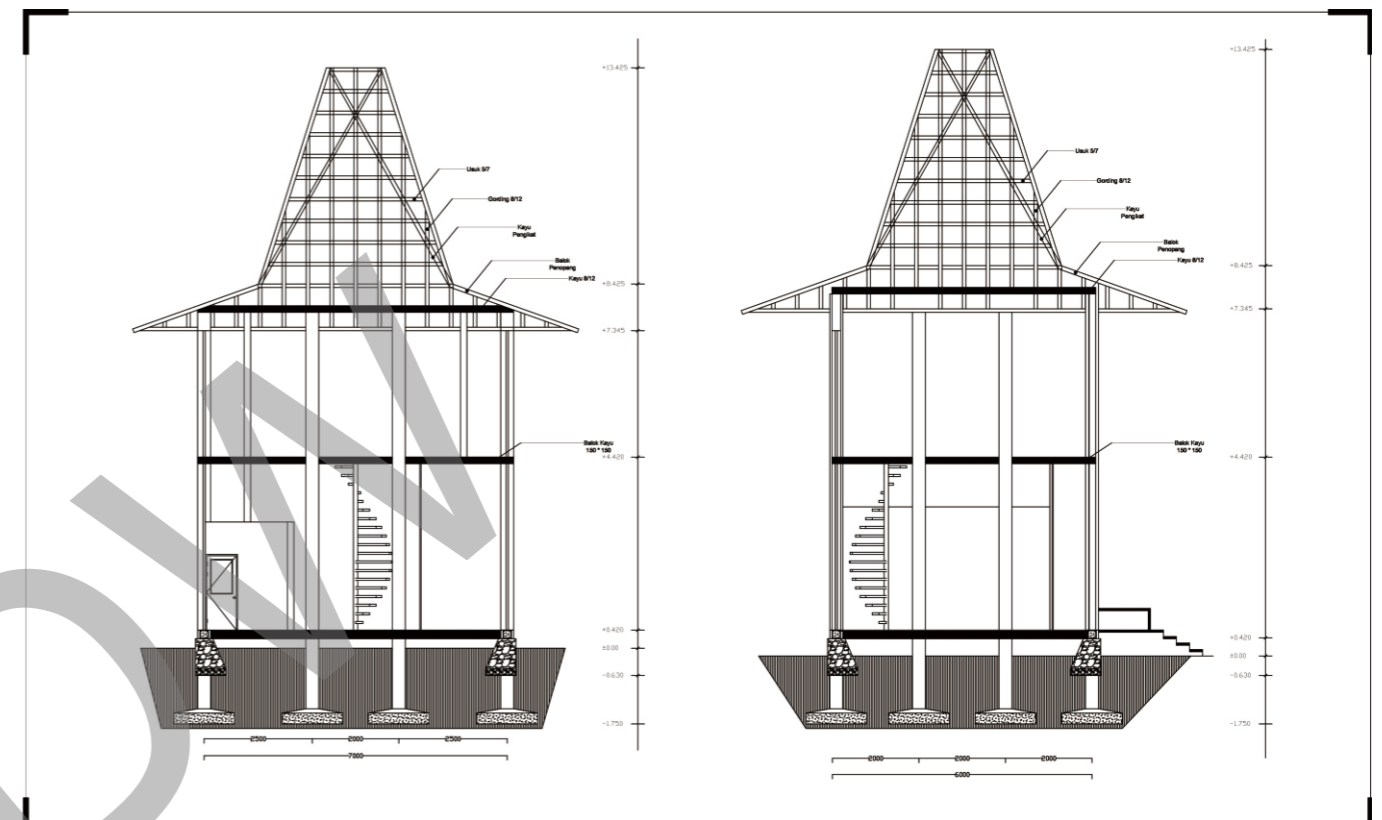 +13.425
Usuk 5/7
Gording 8/12
Kayu
Pengikat
Balok
Penopang
Kayu 8/12
+8.425
+7.345
Balok Kayu
150 * 150
+4.420
+0.420
±0.00
-0.630
-1.750
2500
2000
2500
7000
+13.425
Usuk 5/7
Gording 8/12
Kayu
Pengikat
Balok
Penopang
Kayu 8/12
+8.425
+7.345
Balok Kayu
150 * 150
+4.420
+0.420
±0.00
-0.630
-1.750
2000
2000
2000
6000